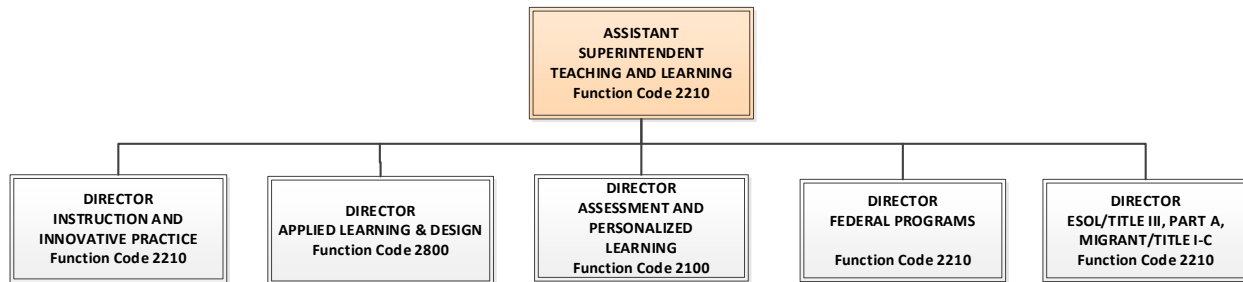 ASSISTANT
SUPERINTENDENT
TEACHING AND LEARNING
Function Code 2210
DIRECTOR
INSTRUCTION AND
INNOVATIVE PRACTICE
Function Code 2210
DIRECTOR
APPLIED LEARNING & DESIGN
Function Code 2800
DIRECTOR
ASSESSMENT AND
PERSONALIZED
LEARNING
Function Code 2100
DIRECTOR
FEDERAL PROGRAMS
Function Code 2210
DIRECTOR
ESOL/TITLE III, PART A,
MIGRANT/TITLE I-C
Function Code 2210